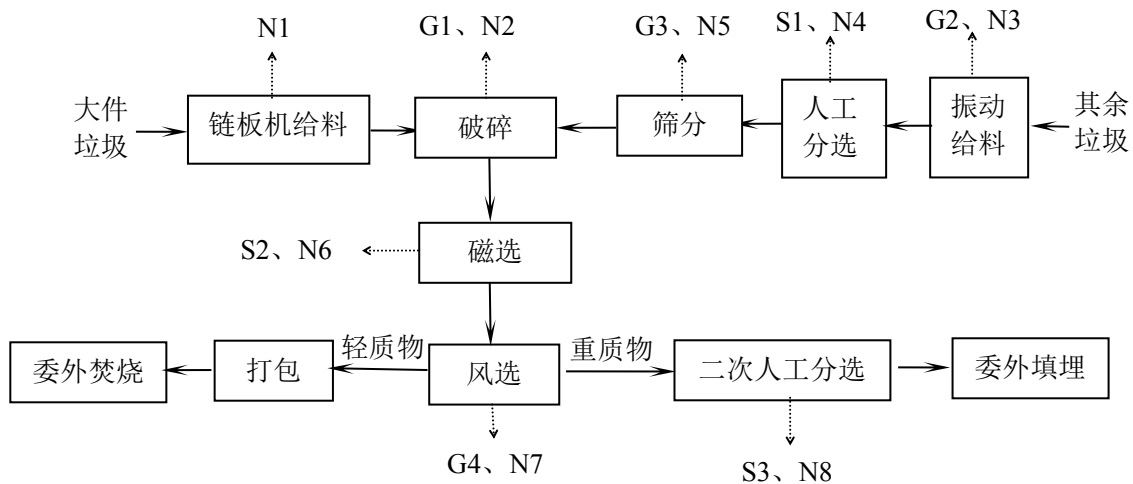 N1
G1、N2
G3、N5
S1、N4
G2、N3
大件
垃圾
链板机给料
破碎
筛分
人工
分选
振动
给料
其余
垃圾
S2、N6
磁选
委外焚烧
打包
轻质物
风选
重质物
二次人工分选
委外填埋
G4、N7
S3、N8